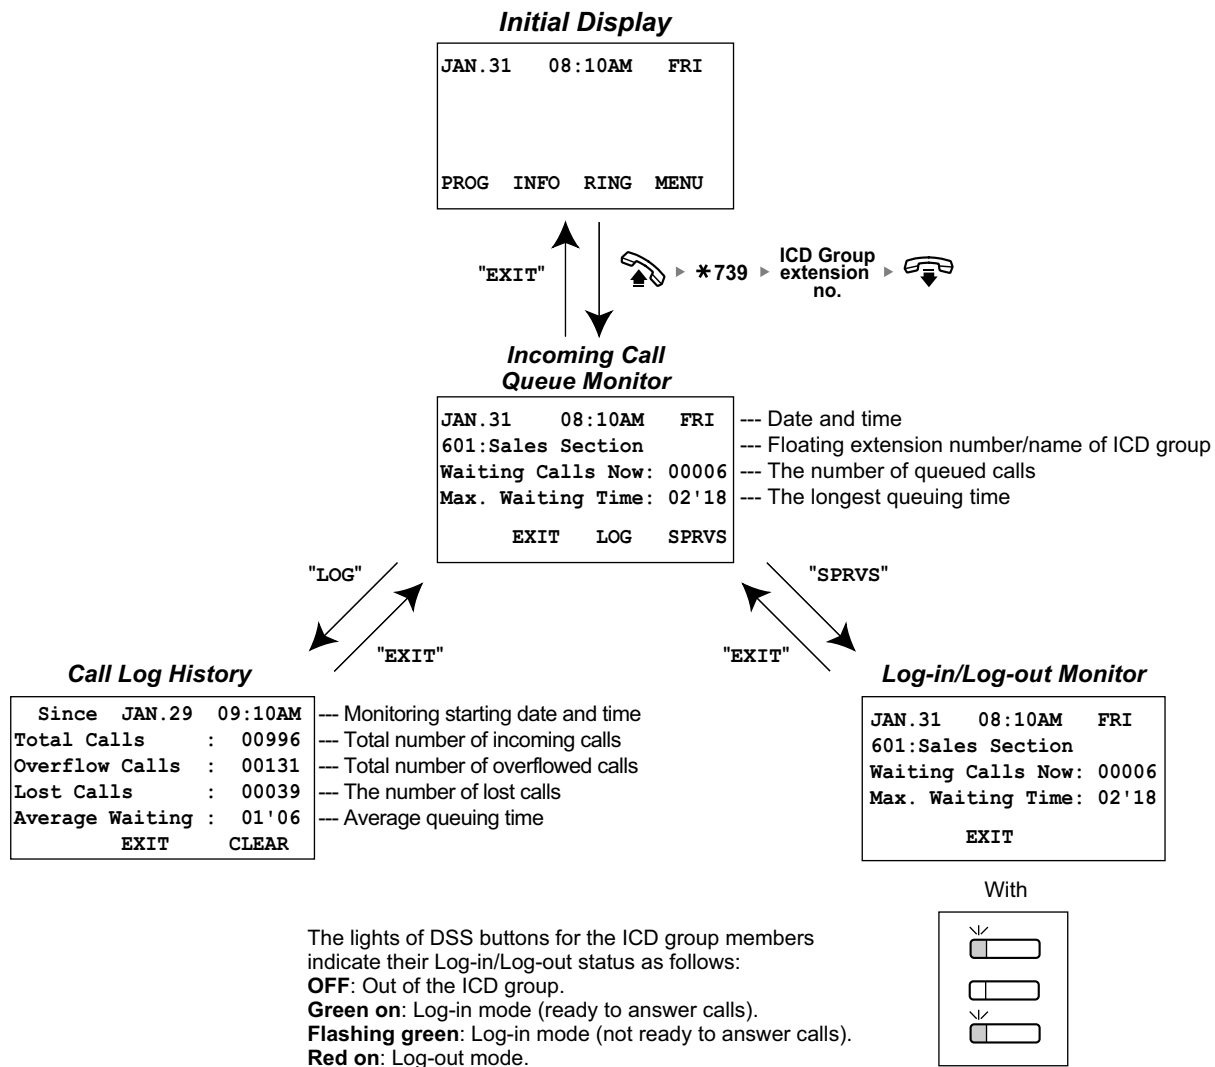 Initial Display
JAN.31 08:10AM FRI
PROG INFO RING MENU
"EXIT"
*739
ICD Group
extension
no.
Incoming Call
Queue Monitor
JAN.31 08:10AM FRI --- Date and time
601:Sales Section --- Floating extension number/name of ICD group
Waiting Calls Now: 00006 --- The number of queued calls
Max. Waiting Time: 02'18 --- The longest queuing time
EXIT LOG SPRVS
"LOG"
"EXIT"
"SPRVS"
"EXIT"
Call Log History
Since JAN.29 09:10AM --- Monitoring starting date and time
Total Calls : 00996 --- Total number of incoming calls
Overflow Calls : 00131 --- Total number of overflowed calls
Lost Calls : 00039 --- The number of lost calls
Average Waiting : 01'06 --- Average queuing time
EXIT CLEAR
Log-in/Log-out Monitor
JAN.31 08:10AM FRI
601:Sales Section
Waiting Calls Now: 00006
Max. Waiting Time: 02'18
EXIT
With
The lights of DSS buttons for the ICD group members
indicate their Log-in/Log-out status as follows:
OFF: Out of the ICD group.
Green on: Log-in mode (ready to answer calls).
Flashing green: Log-in mode (not ready to answer calls).
Red on: Log-out mode.